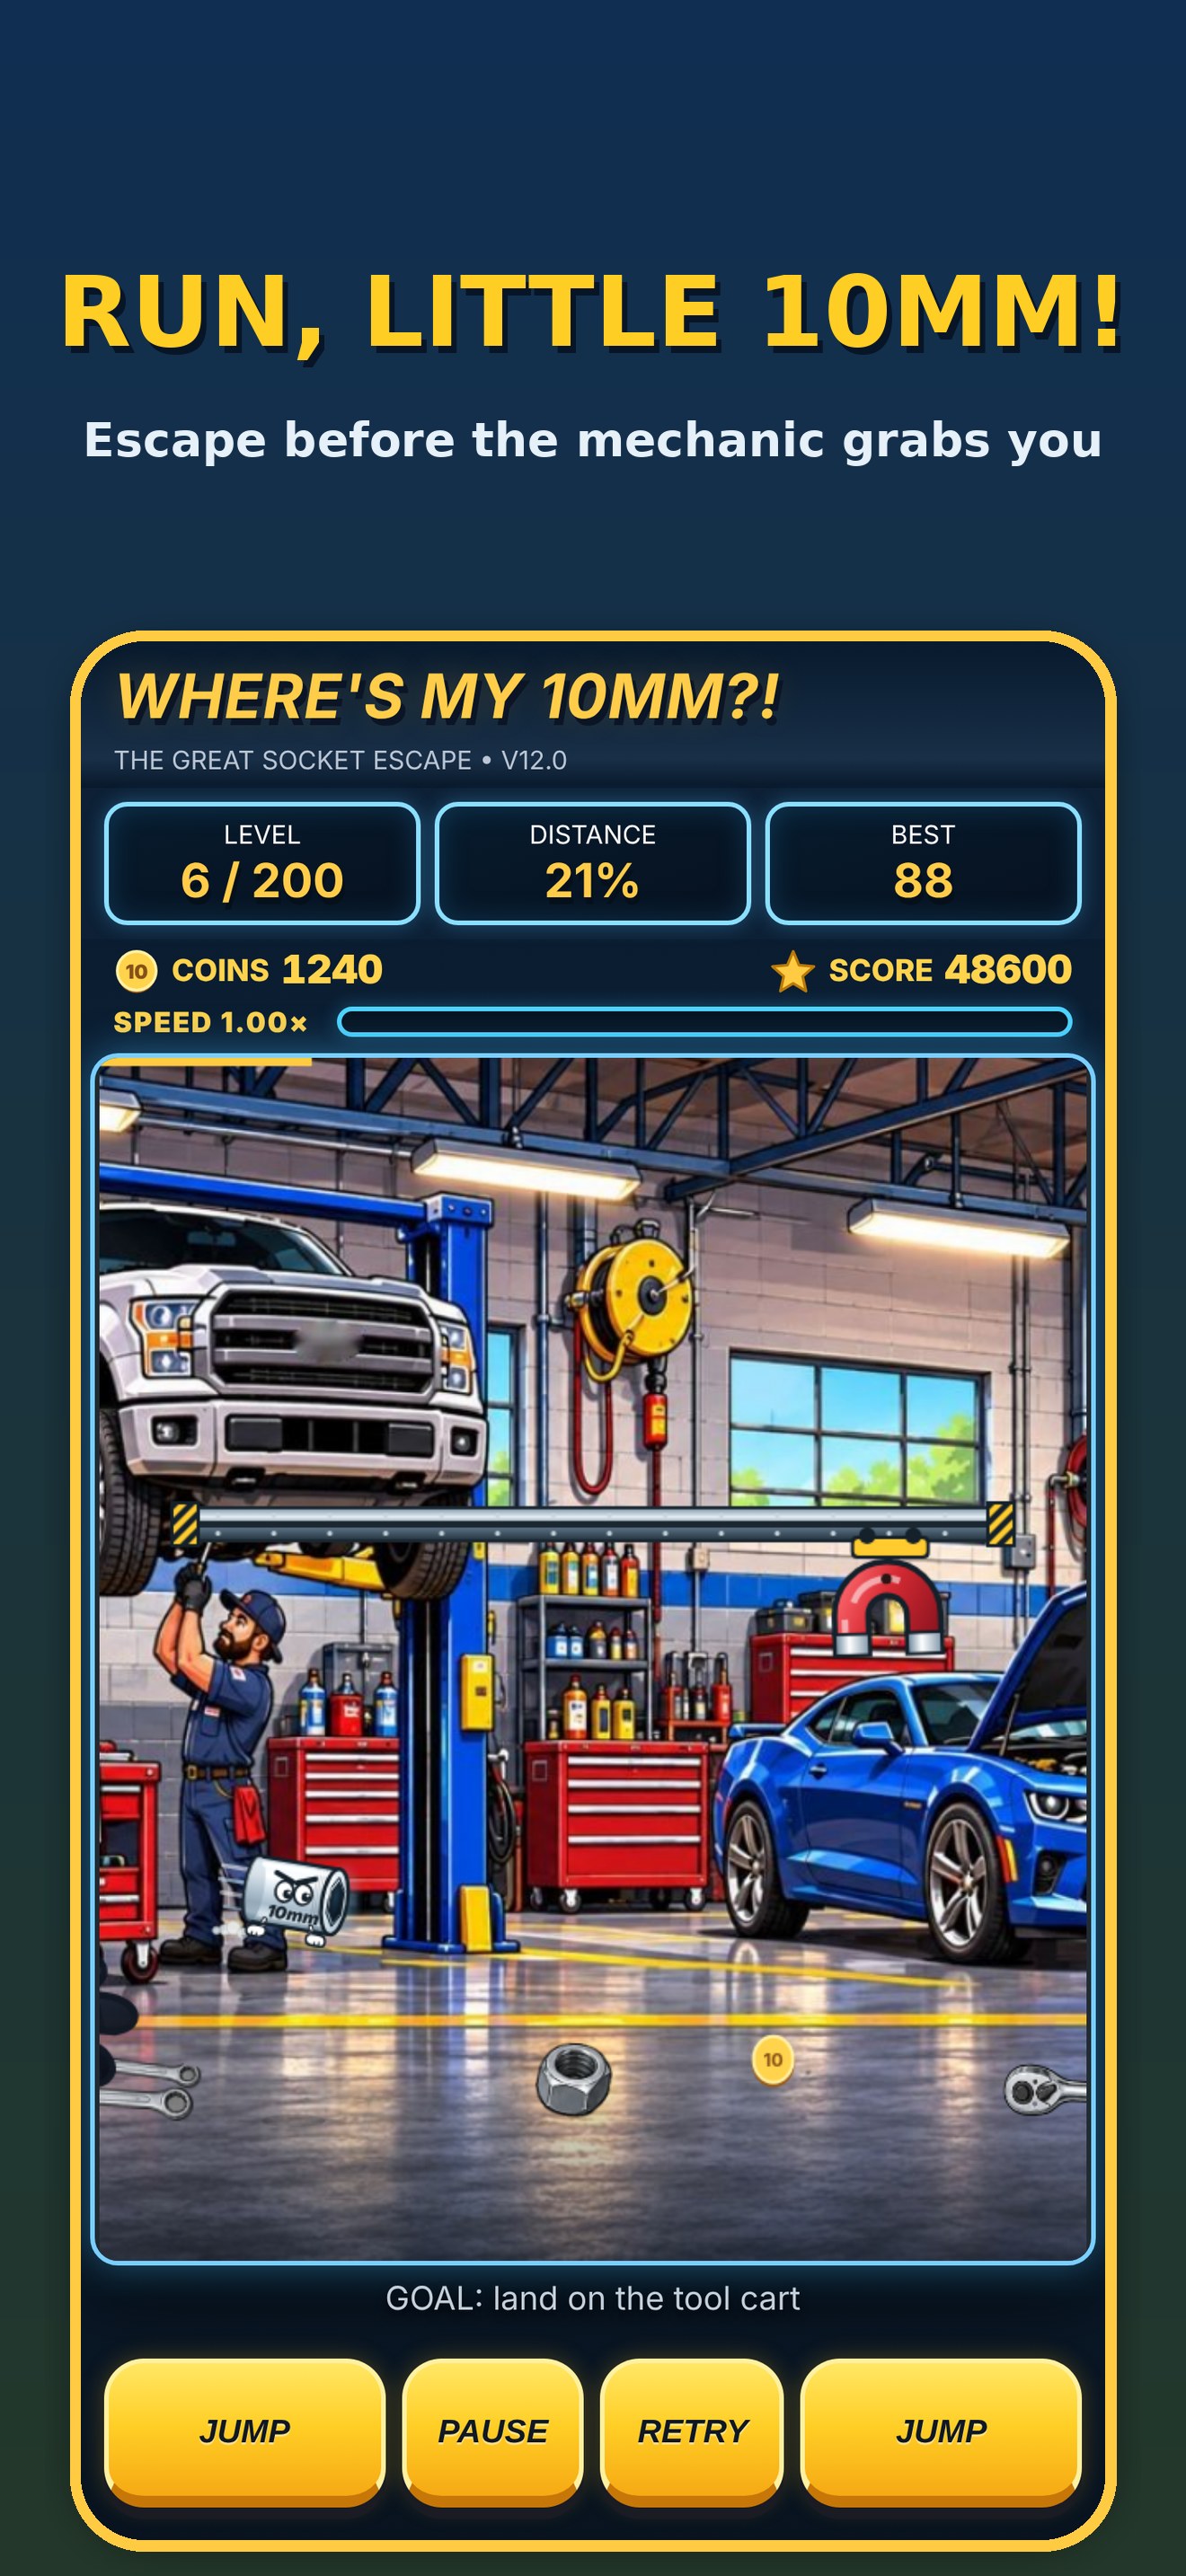 RUN, LITTLE 10MM!
Escape before the mechanic grabs you
WHERE'S MY 10MM?!
THE GREAT SOCKET ESCAPE • V12.0
LEVEL
6 / 200
DISTANCE
21%
BEST
88
10 COINS 1240
SCORE 48600
SPEED 1.00×
10mm
10
GOAL: land on the tool cart
JUMP
PAUSE
RETRY
JUMP